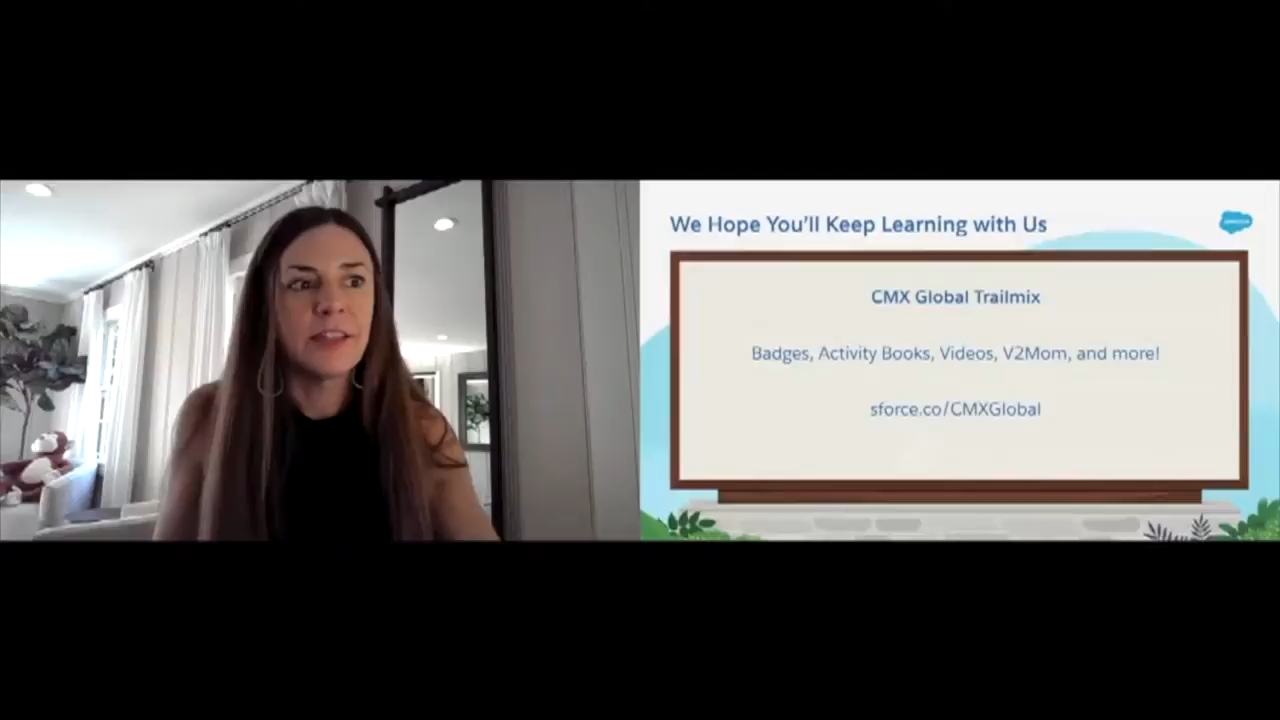 We Hope You'll Keep Learning with Us
CMX Global Trailmix
Badges, Activity Books, Videos, V2Mom, and more!
sforce.co/CMXGlobal